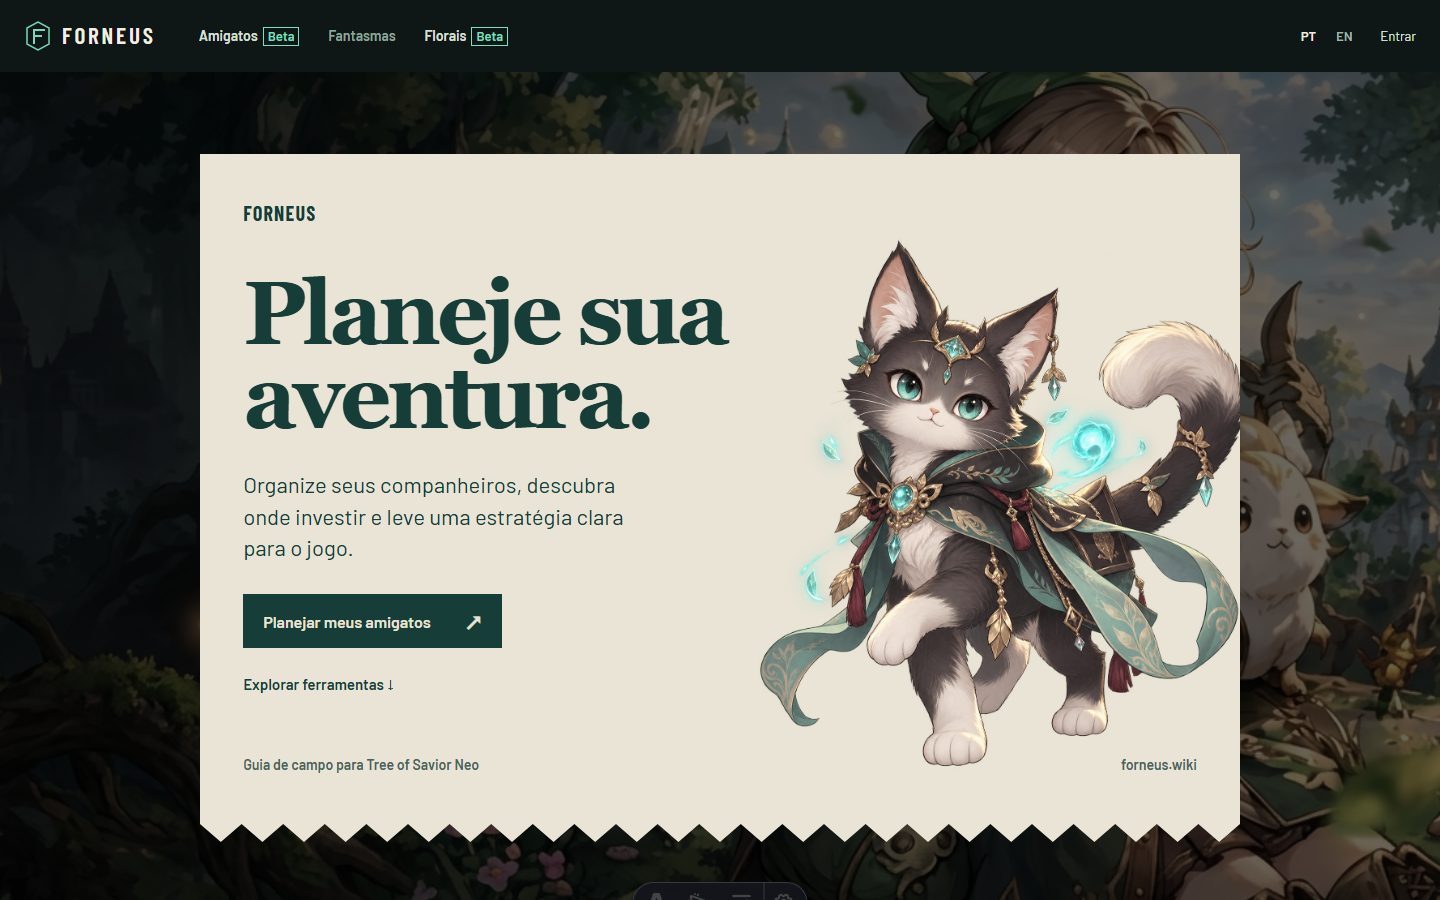 FORNEUS
Amigatos Beta
Fantasmas
Florais Beta
PT
EN
Entrar
FORNEUS
Planeje sua
aventura.
Organize seus companheiros, descubra
onde investir e leve uma estratégia clara
para o jogo.
Planejar meus amigatos ↗
Explorar ferramentas ↓
Guia de campo para Tree of Savior Neo
forneus.wiki